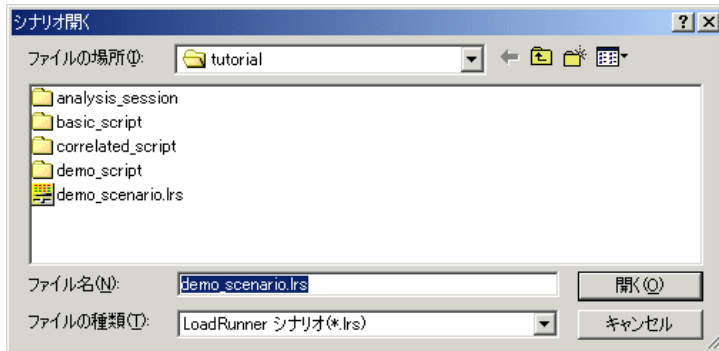 シナリオ開く
ファイルの場所(I): tutorial
analysis_session
basic_script
correlated_script
demo_script
demo_scenario.lrs
ファイル名(N): demo_scenario.lrs 開く(O)
ファイルの種類(T): LoadRunner シナリオ(*.lrs) キャンセル